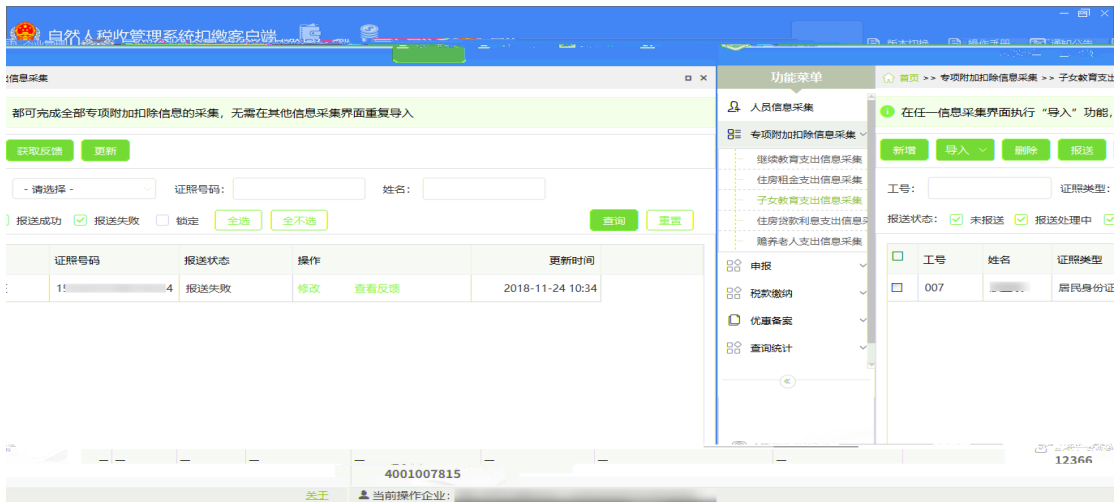 自然人税收管理系统扣缴客户端
版本切换 操作手册 通知公告
信息采集
都可完成全部专项附加扣除信息的采集，无需在其他信息采集界面重复导入
获取反馈 更新
- 请选择 - 证照号码： 姓名：
报送成功 报送失败 锁定 全选 全不选 查询 重置
证照号码 报送状态 操作 更新时间
15 4 报送失败 修改 查看反馈 2018-11-24 10:34
功能菜单
人员信息采集
专项附加扣除信息采集
继续教育支出信息采集
住房租金支出信息采集
子女教育支出信息采集
住房贷款利息支出信息
赡养老人支出信息采集
申报
税款缴纳
优惠备案
查询统计
首页 >> 专项附加扣除信息采集 >> 子女教育支出
在任一信息采集界面执行“导入”功能，
新增 导入 删除 报送
工号： 证照类型：
报送状态： 未报送 报送处理中
工号 姓名 证照类型
007 居民身份证
12366
4001007815
关于 当前操作企业：